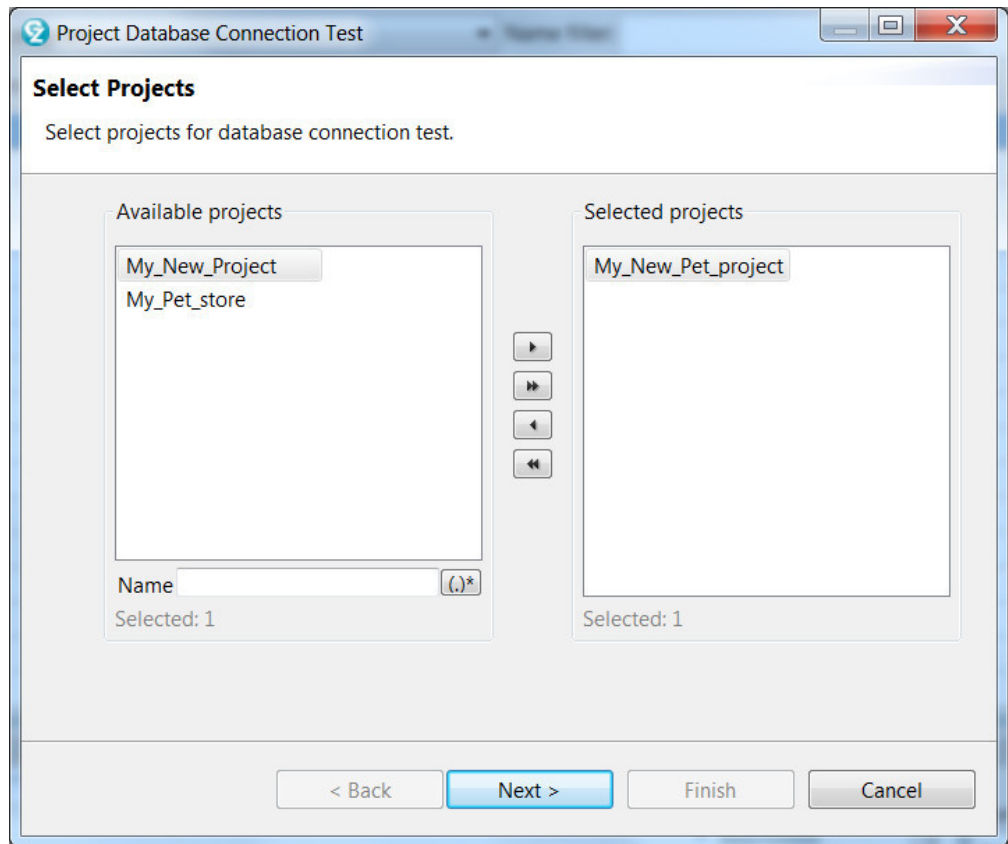 Project Database Connection Test
Select Projects
Select projects for database connection test.
Available projects
My_New_Project
My_Pet_store
Name
(.)*
Selected: 1
Selected projects
My_New_Pet_project
Selected: 1
< Back
Next >
Finish
Cancel